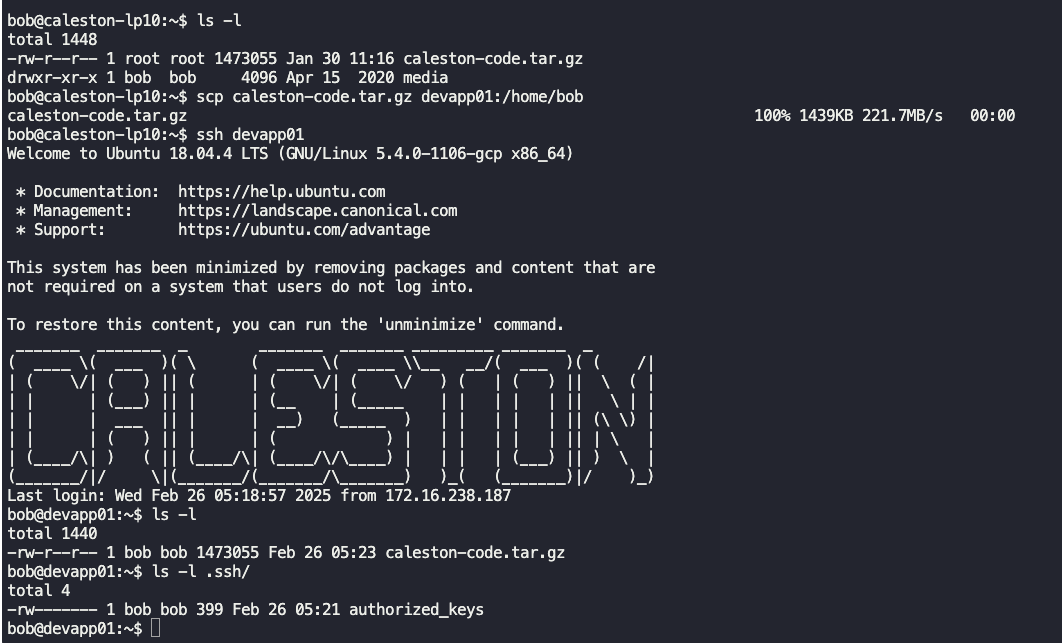 bob@caleston-lp10:~$ ls -l
total 1448
-rw-r--r-- 1 root root 1473055 Jan 30 11:16 caleston-code.tar.gz
drwxr-xr-x 1 bob  bob     4096 Apr 15  2020 media
bob@caleston-lp10:~$ scp caleston-code.tar.gz devapp01:/home/bob
caleston-code.tar.gz                                                               100% 1439KB 221.7MB/s   00:00
bob@caleston-lp10:~$ ssh devapp01
Welcome to Ubuntu 18.04.4 LTS (GNU/Linux 5.4.0-1106-gcp x86_64)
 * Documentation:  https://help.ubuntu.com
 * Management:     https://landscape.canonical.com
 * Support:        https://ubuntu.com/advantage
This system has been minimized by removing packages and content that are
not required on a system that users do not log into.
To restore this content, you can run the 'unminimize' command.
CALESTON
Last login: Wed Feb 26 05:18:57 2025 from 172.16.238.187
bob@devapp01:~$ ls -l
total 1440
-rw-r--r-- 1 bob bob 1473055 Feb 26 05:23 caleston-code.tar.gz
bob@devapp01:~$ ls -l .ssh/
total 4
-rw------- 1 bob bob 399 Feb 26 05:21 authorized_keys
bob@devapp01:~$